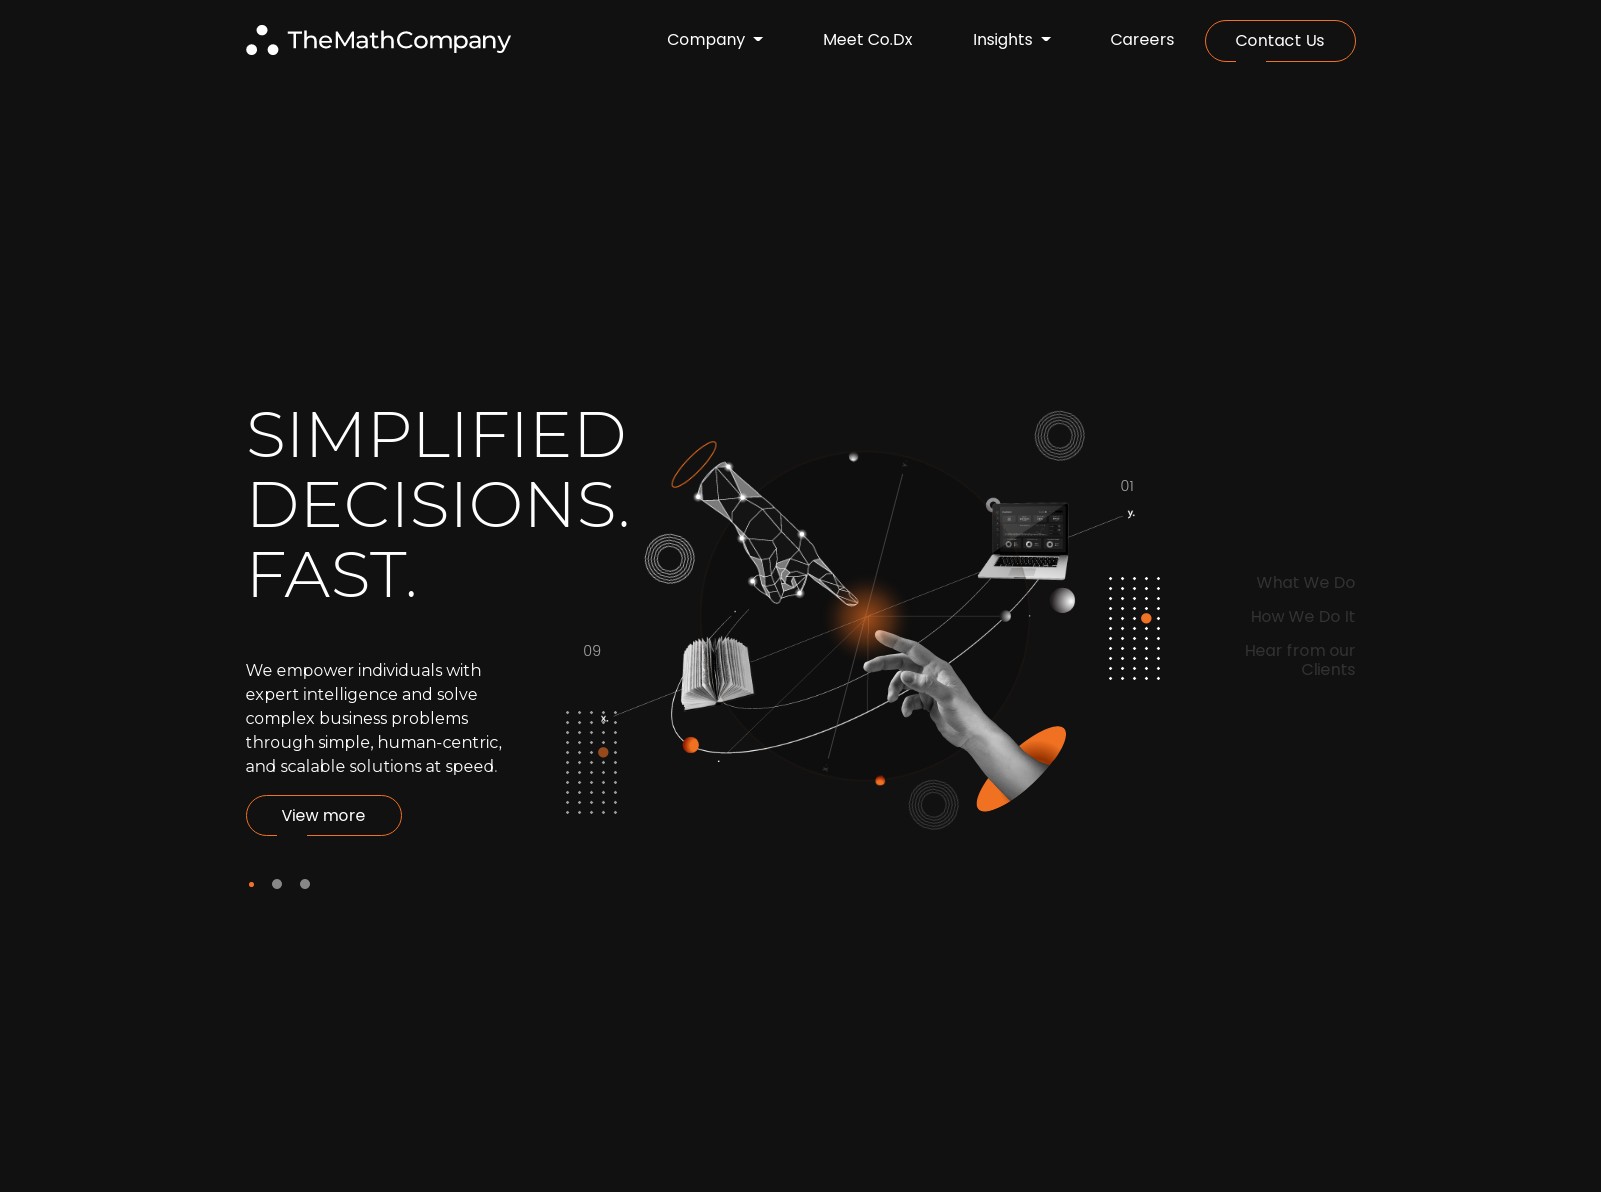 TheMathCompany
Company
Meet Co.Dx
Insights
Careers
Contact Us
SIMPLIFIED
DECISIONS.
FAST.
01
y.
09
x.
What We Do
How We Do It
Hear from our
Clients
We empower individuals with
expert intelligence and solve
complex business problems
through simple, human-centric,
and scalable solutions at speed.
View more